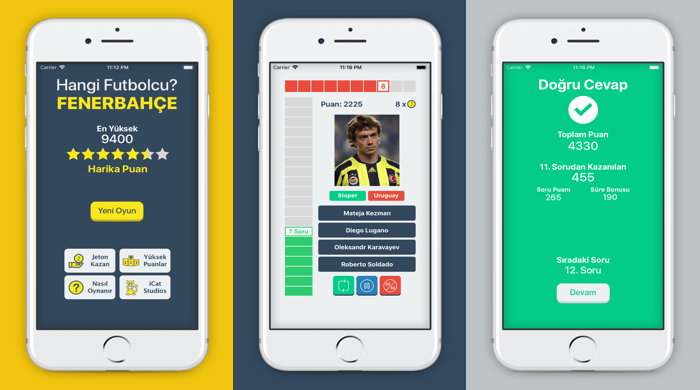 Carrier 11:12 PM
Hangi Futbolcu?
FENERBAHÇE
En Yüksek
9400
Harika Puan
Yeni Oyun
Jeton Kazan
Yüksek Puanlar
Nasıl Oynanır
iCat Studios
Carrier 11:16 PM
8
Puan: 2225 8 x
7.Soru
Stoper Uruguay
Mateja Kezman
Diego Lugano
Oleksandr Karavayev
Roberto Soldado
Carrier 11:16 PM
Doğru Cevap
Toplam Puan
4330
11. Sorudan Kazanılan
455
Soru Puanı Süre Bonusu
265 190
Sıradaki Soru
12. Soru
Devam